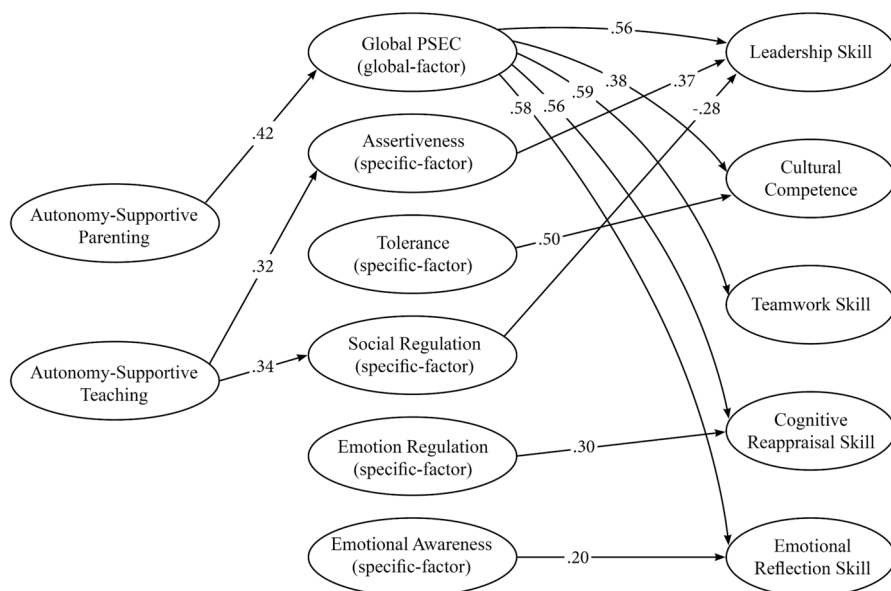 Global PSEC
(global-factor)
.56
Leadership Skill
.38
.37
.59
-.28
.56
.58
.42
Assertiveness
(specific-factor)
Cultural
Competence
Autonomy-Supportive
Parenting
Tolerance
(specific-factor)
.50
.32
Teamwork Skill
Social Regulation
(specific-factor)
.34
Autonomy-Supportive
Teaching
Emotion Regulation
(specific-factor)
.30
Cognitive
Reappraisal Skill
Emotional Awareness
(specific-factor)
.20
Emotional
Reflection Skill